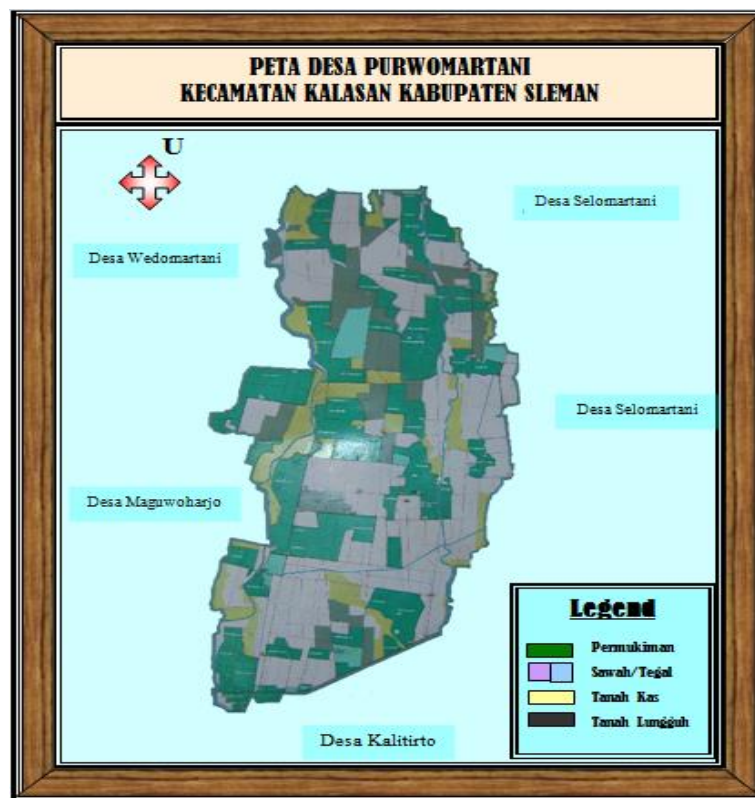 PETA DESA PURWOMARTANI
KECAMATAN KALASAN KABUPATEN SLEMAN
U
Desa Selomartani
Desa Wedomartani
Desa Selomartani
Desa Maguwoharjo
Legend
Permukiman
Sawah/Tegal
Tanah Kas
Tanah Lungguh
Desa Kalitirto